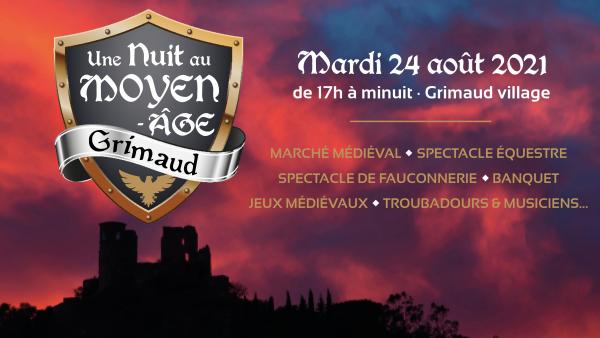 Une Nuit au
MOYEN
-ÂGE
Grimaud
Mardi 24 août 2021
de 17h à minuit · Grimaud village
MARCHÉ MÉDIÉVAL ◆ SPECTACLE ÉQUESTRE
SPECTACLE DE FAUCONNERIE ◆ BANQUET
JEUX MÉDIÉVAUX ◆ TROUBADOURS & MUSICIENS...